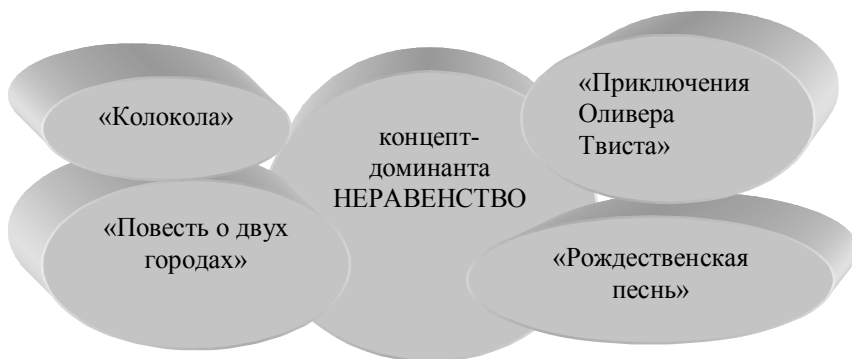 «Колокола»
«Повесть о двух
городах»
концепт-
доминанта
НЕРАВЕНСТВО
«Приключения
Оливера
Твиста»
«Рождественская
песнь»